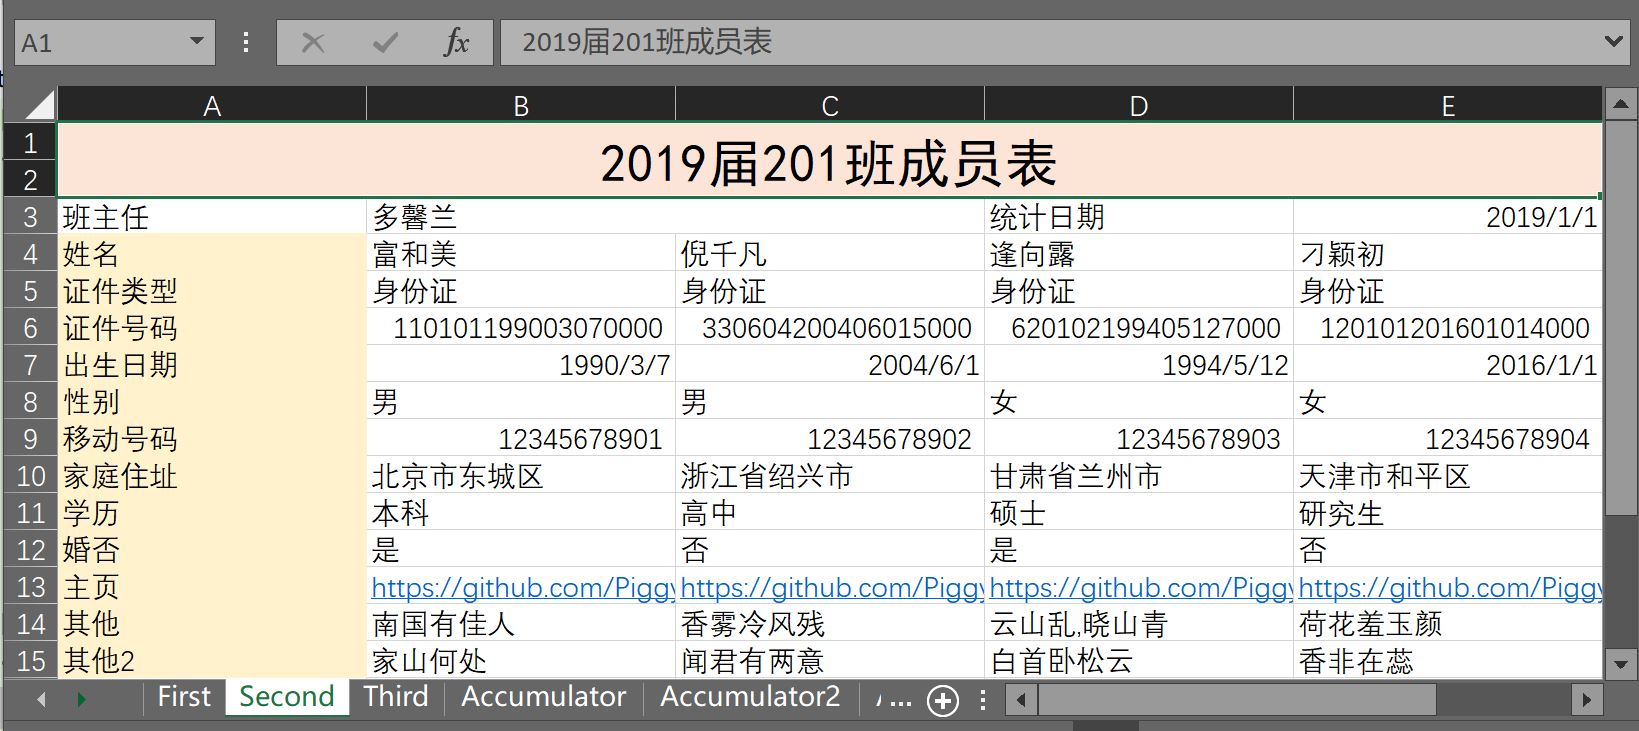 A1 fx 2019届201班成员表
A B C D E
1 2019届201班成员表
2
3 班主任 多馨兰 统计日期 2019/1/1
4 姓名 富和美 倪千凡 逢向露 刁颖初
5 证件类型 身份证 身份证 身份证 身份证
6 证件号码 110101199003070000 330604200406015000 620102199405127000 120101201601014000
7 出生日期 1990/3/7 2004/6/1 1994/5/12 2016/1/1
8 性别 男 男 女 女
9 移动号码 12345678901 12345678902 12345678903 12345678904
10 家庭住址 北京市东城区 浙江省绍兴市 甘肃省兰州市 天津市和平区
11 学历 本科 高中 硕士 研究生
12 婚否 是 否 是 否
13 主页 https://github.com/Piggy https://github.com/Piggy https://github.com/Piggy https://github.com/Piggy
14 其他 南国有佳人 香雾冷风残 云山乱,晓山青 荷花羞玉颜
15 其他2 家山何处 闻君有两意 白首卧松云 香非在蕊
First Second Third Accumulator Accumulator2 ...